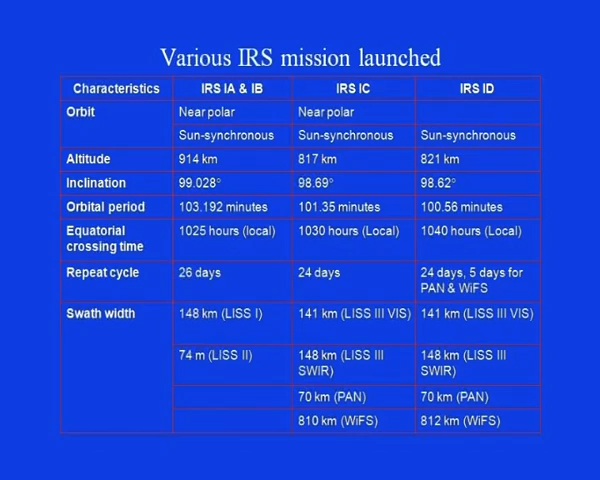 Various IRS mission launched
Characteristics IRS IA & IB IRS IC IRS ID
Orbit Near polar Near polar
Sun-synchronous Sun-synchronous Sun-synchronous
Altitude 914 km 817 km 821 km
Inclination 99.028° 98.69° 98.62°
Orbital period 103.192 minutes 101.35 minutes 100.56 minutes
Equatorial crossing time 1025 hours (local) 1030 hours (Local) 1040 hours (Local)
Repeat cycle 26 days 24 days 24 days, 5 days for PAN & WiFS
Swath width 148 km (LISS I) 141 km (LISS III VIS) 141 km (LISS III VIS)
74 m (LISS II) 148 km (LISS III SWIR) 148 km (LISS III SWIR)
70 km (PAN) 70 km (PAN)
810 km (WiFS) 812 km (WiFS)